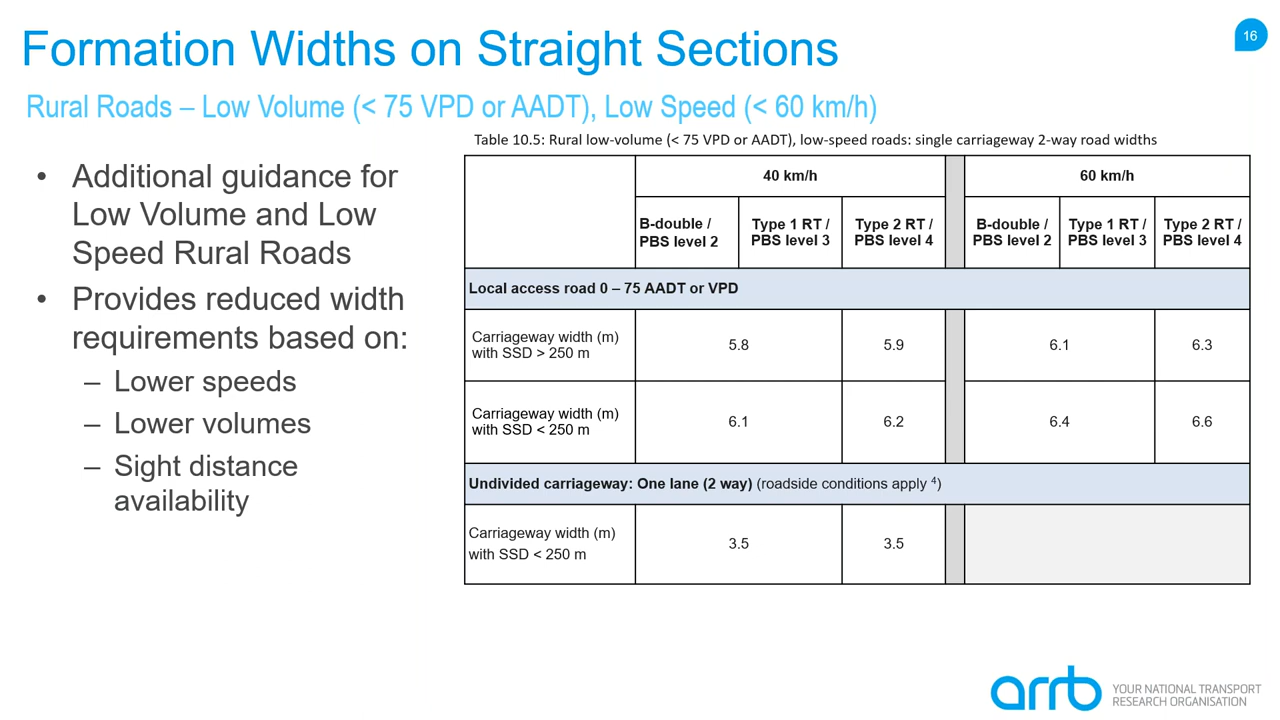 Formation Widths on Straight Sections
16
Rural Roads – Low Volume (< 75 VPD or AADT), Low Speed (< 60 km/h)
• Additional guidance for
Low Volume and Low
Speed Rural Roads
• Provides reduced width
requirements based on:
– Lower speeds
– Lower volumes
– Sight distance
availability
Table 10.5: Rural low-volume (< 75 VPD or AADT), low-speed roads: single carriageway 2-way road widths
40 km/h
60 km/h
B-double /
PBS level 2
Type 1 RT /
PBS level 3
Type 2 RT /
PBS level 4
B-double /
PBS level 2
Type 1 RT /
PBS level 3
Type 2 RT /
PBS level 4
Local access road 0 – 75 AADT or VPD
Carriageway width (m)
with SSD > 250 m
5.8
5.9
6.1
6.3
Carriageway width (m)
with SSD < 250 m
6.1
6.2
6.4
6.6
Undivided carriageway: One lane (2 way) (roadside conditions apply ⁴)
Carriageway width (m)
with SSD < 250 m
3.5
3.5
arrb
YOUR NATIONAL TRANSPORT
RESEARCH ORGANISATION